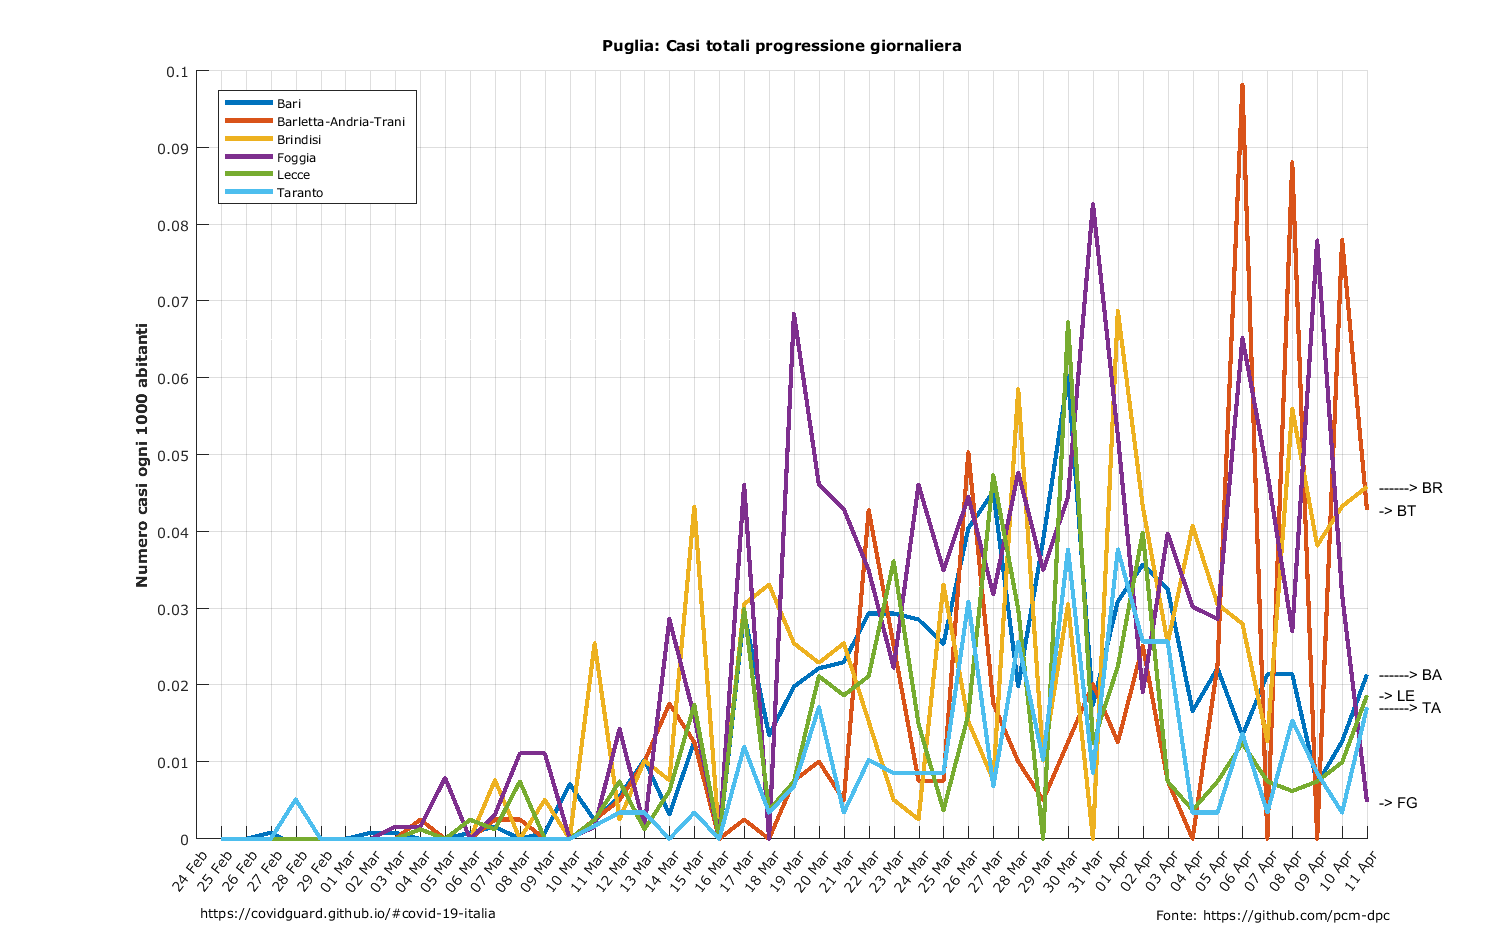 Puglia: Casi totali progressione giornaliera
0.1
0.09
0.08
0.07
0.06
0.05
0.04
0.03
0.02
0.01
0
Numero casi ogni 1000 abitanti
Bari
Barletta-Andria-Trani
Brindisi
Foggia
Lecce
Taranto
------> BR
-> BT
------> BA
-> LE
------> TA
-> FG
24 Feb
25 Feb
26 Feb
27 Feb
28 Feb
29 Feb
01 Mar
02 Mar
03 Mar
04 Mar
05 Mar
06 Mar
07 Mar
08 Mar
09 Mar
10 Mar
11 Mar
12 Mar
13 Mar
14 Mar
15 Mar
16 Mar
17 Mar
18 Mar
19 Mar
20 Mar
21 Mar
22 Mar
23 Mar
24 Mar
25 Mar
26 Mar
27 Mar
28 Mar
29 Mar
30 Mar
31 Mar
01 Apr
02 Apr
03 Apr
04 Apr
05 Apr
06 Apr
07 Apr
08 Apr
09 Apr
10 Apr
11 Apr
https://covidguard.github.io/#covid-19-italia
Fonte: https://github.com/pcm-dpc